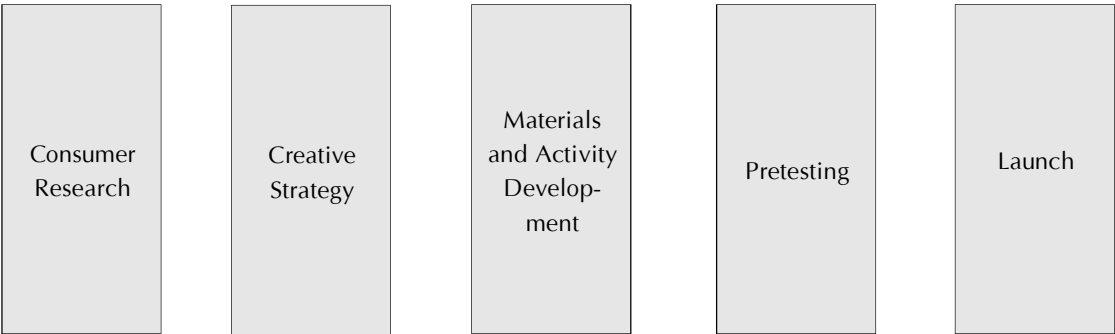 Consumer
Research
Creative
Strategy
Materials
and Activity
Develop-
ment
Pretesting
Launch